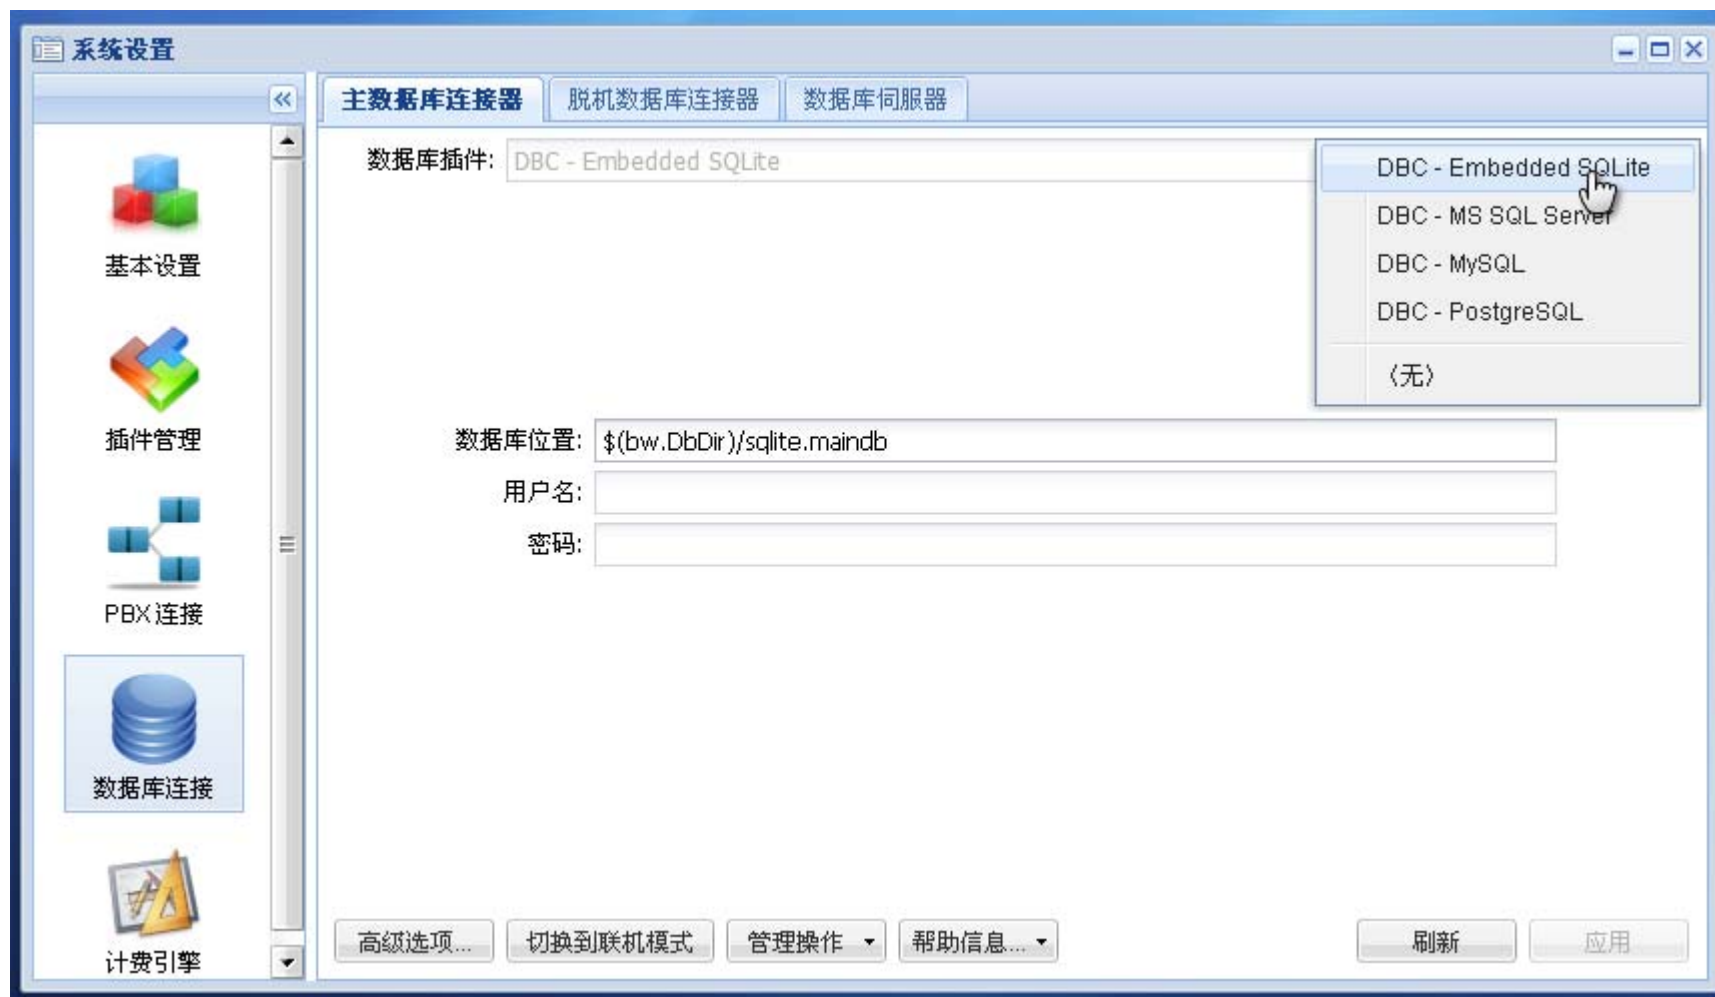 系统设置
主数据库连接器
脱机数据库连接器
数据库伺服器
基本设置
插件管理
PBX 连接
数据库连接
计费引擎
数据库插件: DBC - Embedded SQLite
DBC - Embedded SQLite
DBC - MS SQL Server
DBC - MySQL
DBC - PostgreSQL
〈无〉
数据库位置: $(bw.DbDir)/sqlite.maindb
用户名:
密码:
高级选项...
切换到联机模式
管理操作
帮助信息...
刷新
应用